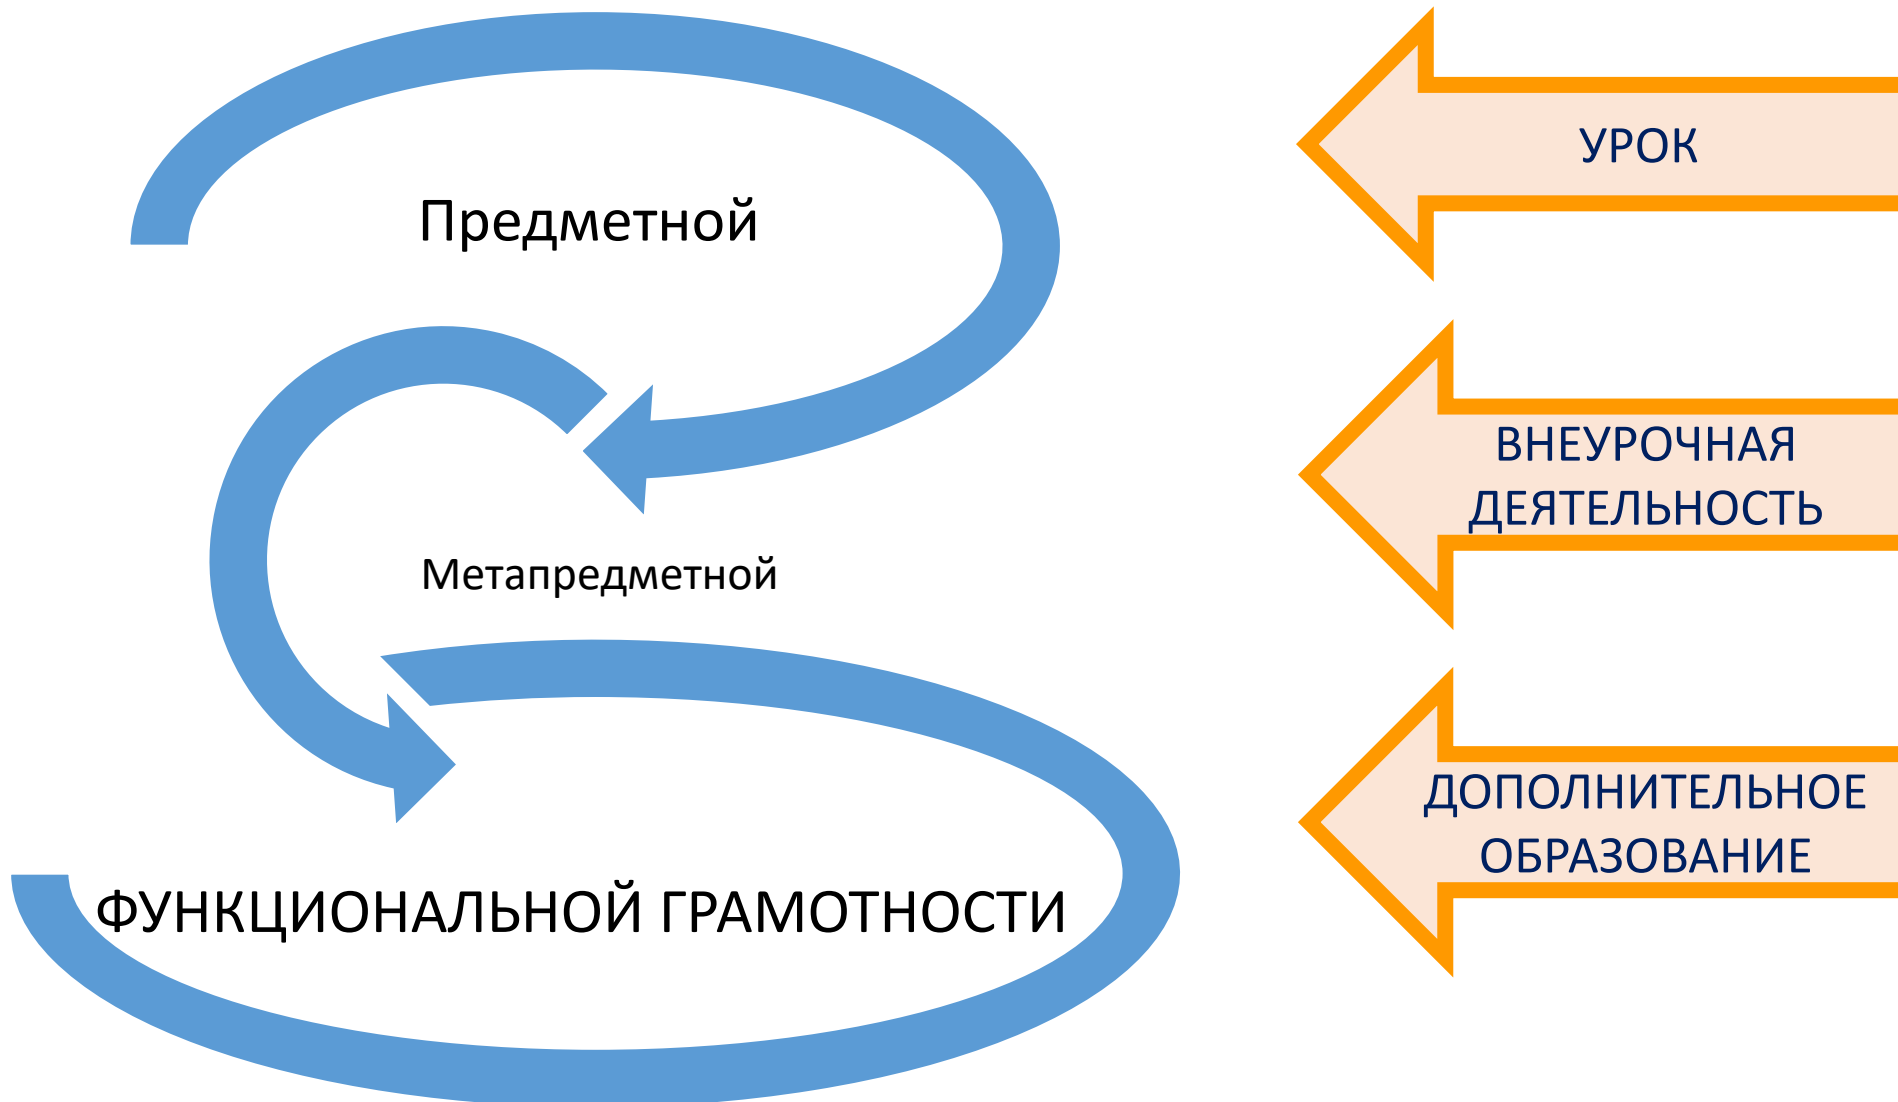 Предметной
Метапредметной
ФУНКЦИОНАЛЬНОЙ ГРАМОТНОСТИ
УРОК
ВНЕУРОЧНАЯ
ДЕЯТЕЛЬНОСТЬ
ДОПОЛНИТЕЛЬНОЕ
ОБРАЗОВАНИЕ